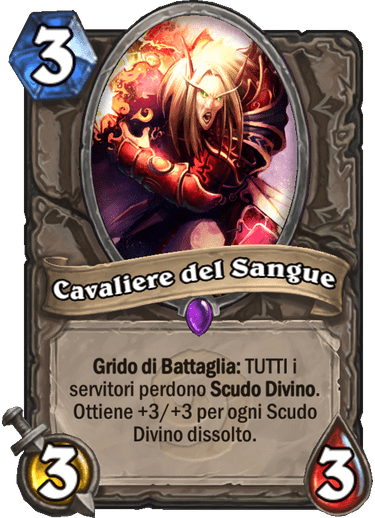 3
Cavaliere del Sangue
Grido di Battaglia: TUTTI i
servitori perdono Scudo Divino.
Ottiene +3/+3 per ogni Scudo
Divino dissolto.
3
3